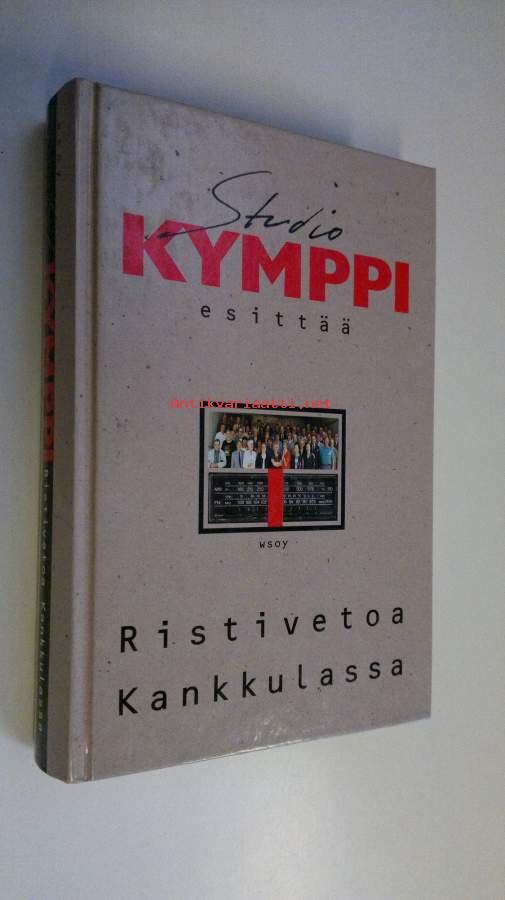 Studio
KYMPPI
esittää
Antikvariaatti.net
wsoy
Ristivetoa
Kankkulassa
KYMPPI
Ristivetoa Kankkulassa